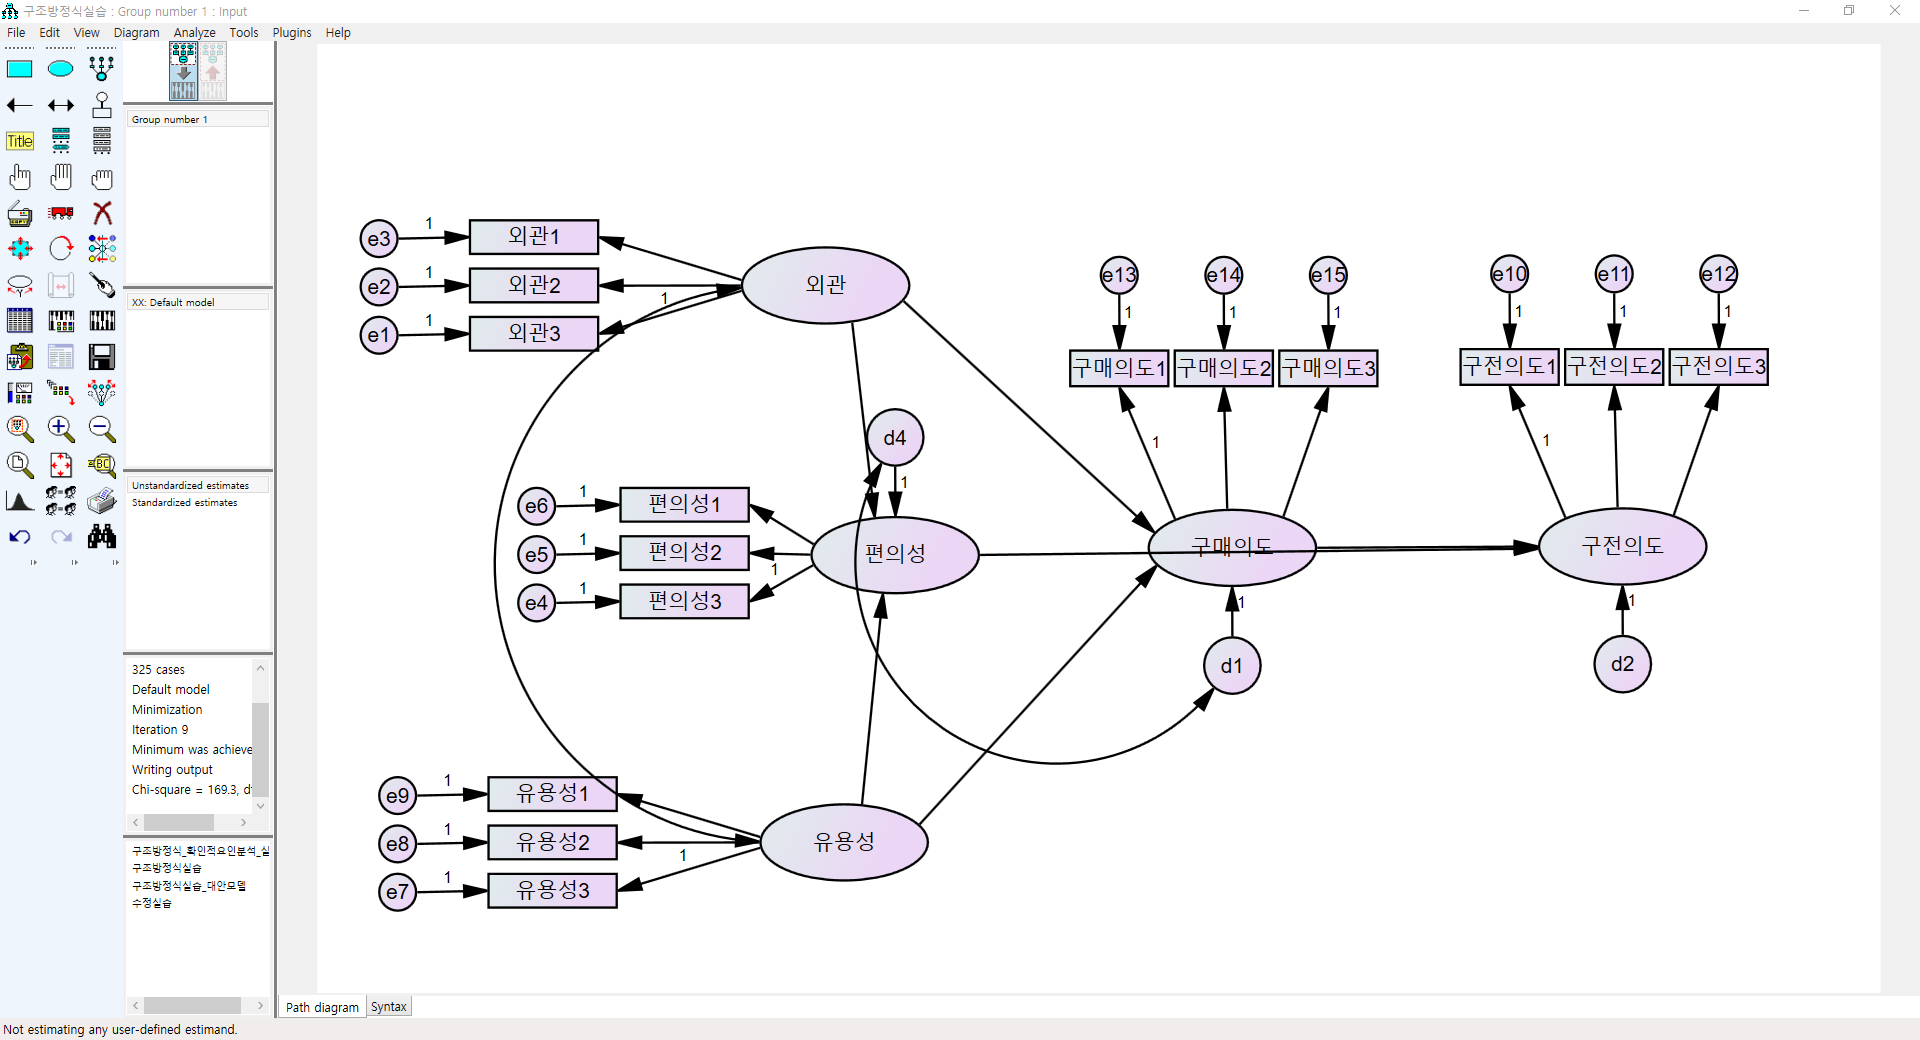 구조방정식실습 : Group number 1 : Input
File Edit View Diagram Analyze Tools Plugins Help
Title
Group number 1
XX: Default model
Unstandardized estimates
Standardized estimates
325 cases
Default model
Minimization
Iteration 9
Minimum was achieve
Writing output
Chi-square = 169.3, d
구조방정식_확인적요인분석_실
구조방정식실습
구조방정식실습_대안모델
수정실습
e3 1 외관1
e2 1 외관2
e1 1 외관3
1
외관
e13 e14 e15
1 1 1
구매의도1 구매의도2 구매의도3
1
e10 e11 e12
1 1 1
구전의도1 구전의도2 구전의도3
1
d4
1
e6 1 편의성1
e5 1 편의성2
e4 1 편의성3
1
편의성
구매의도
구전의도
1
d1
1
d2
e9 1 유용성1
e8 1 유용성2
e7 1 유용성3
1
유용성
Path diagram Syntax
Not estimating any user-defined estimand.